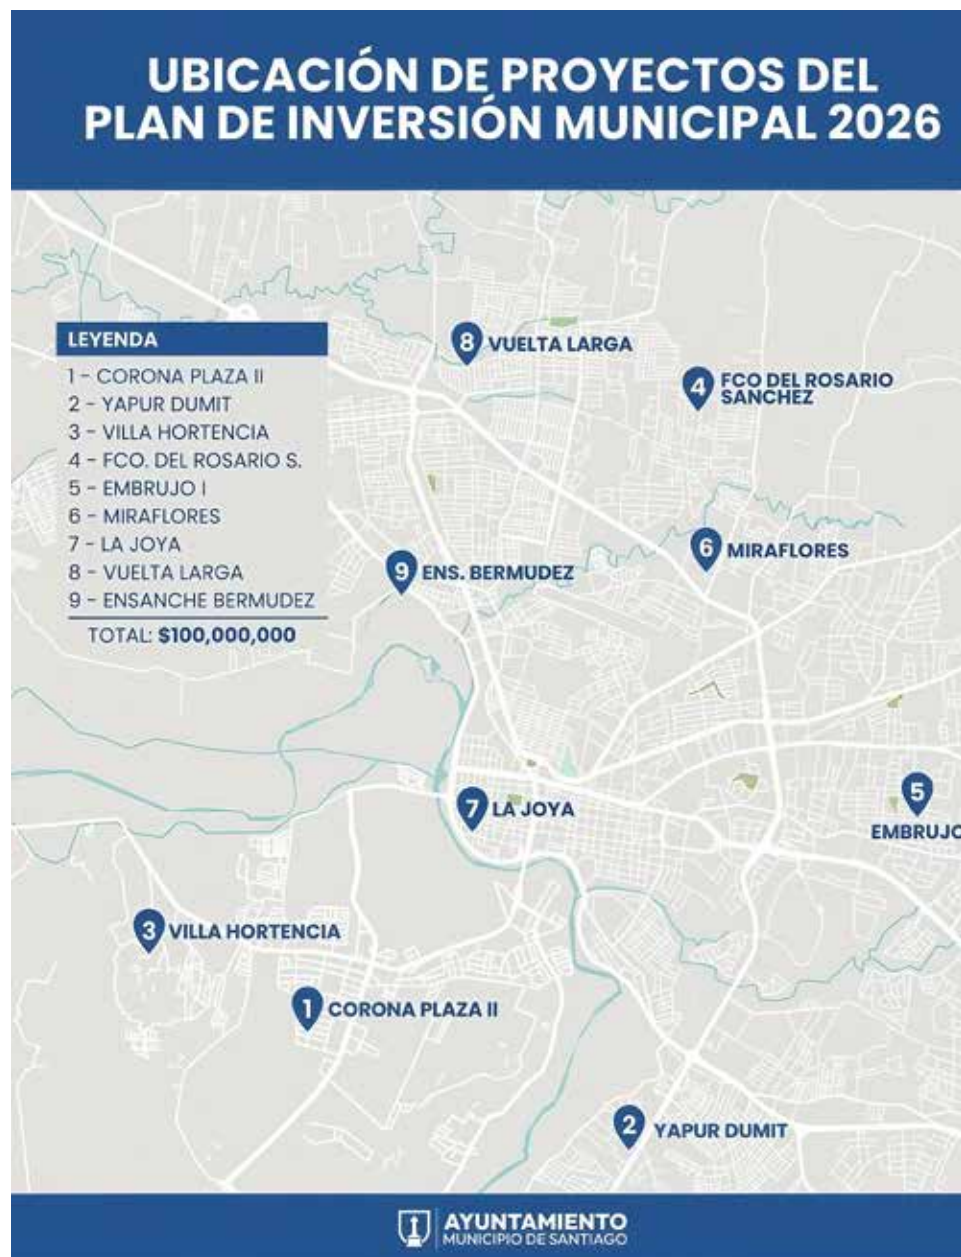 UBICACIÓN DE PROYECTOS DEL
PLAN DE INVERSIÓN MUNICIPAL 2026
LEYENDA
1 - CORONA PLAZA II
2 - YAPUR DUMIT
3 - VILLA HORTENCIA
4 - FCO. DEL ROSARIO S.
5 - EMBRUJO I
6 - MIRAFLORES
7 - LA JOYA
8 - VUELTA LARGA
9 - ENSANCHE BERMUDEZ
TOTAL: $100,000,000
8 VUELTA LARGA
4 FCO DEL ROSARIO
SANCHEZ
6 MIRAFLORES
9 ENS. BERMUDEZ
5
EMBRUJO
7 LA JOYA
3 VILLA HORTENCIA
1 CORONA PLAZA II
2 YAPUR DUMIT
AYUNTAMIENTO
MUNICIPIO DE SANTIAGO